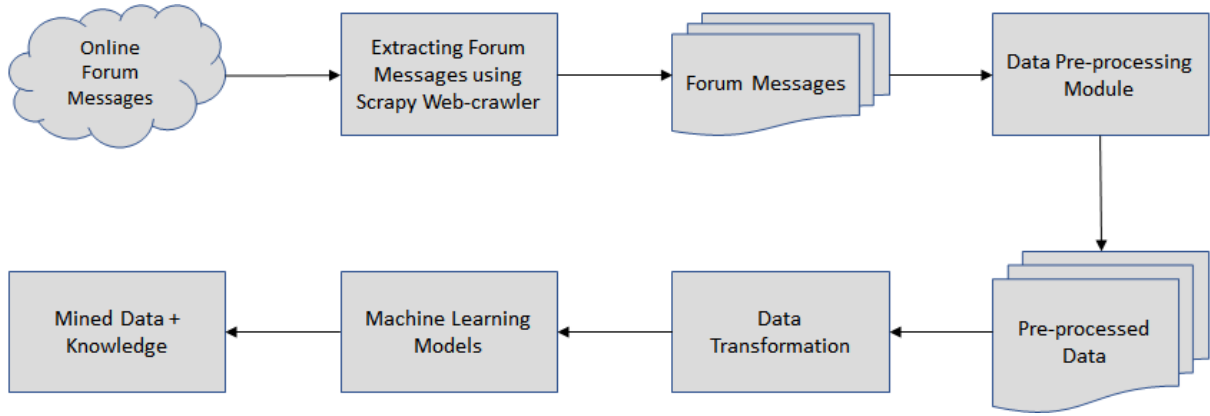 Online
Forum
Messages
Extracting Forum
Messages using
Scrapy Web-crawler
Forum Messages
Data Pre-processing
Module
Pre-processed
Data
Data
Transformation
Machine Learning
Models
Mined Data +
Knowledge